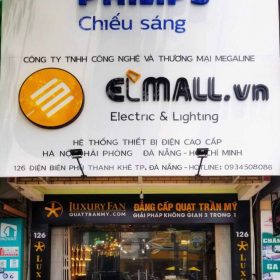 PHILIPS
Chiếu sáng
CÔNG TY TNHH CÔNG NGHỆ VÀ THƯƠNG MẠI MEGALINE
ELMALL.vn
Electric & Lighting
HỆ THỐNG THIẾT BỊ ĐIỆN CAO CẤP
HÀ NỘI HẢI PHÒNG ĐÀ NẴNG - HỒ CHÍ MINH
126 ĐIỆN BIÊN PHỦ THANH KHÊ TP. ĐÀ NẴNG - HOTLINE: 0934508086
LUXURY FAN
QUATTRANMY.COM
ĐẲNG CẤP QUẠT TRẦN MỸ
GIẢI PHÁP KHÔNG GIAN 3 TRONG 1
126
LUX
126
LUX